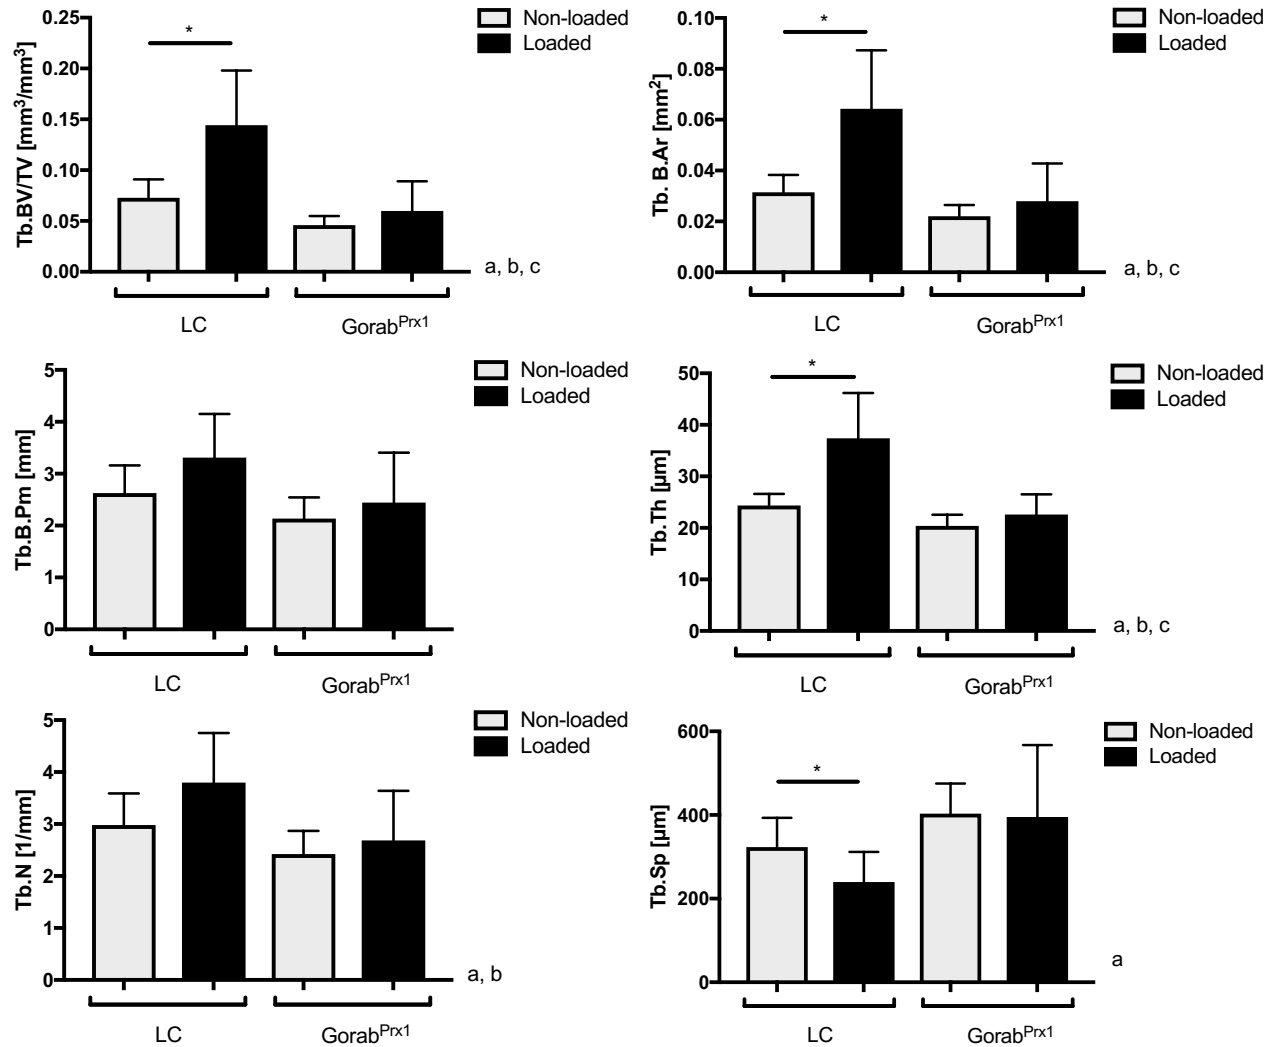 Tb.BV/TV [mm³/mm³]
0.25
0.20
0.15
0.10
0.05
0.00
*
Non-loaded
Loaded
a, b, c
LC
Gorab^Prx1
Tb. B.Ar [mm²]
0.10
0.08
0.06
0.04
0.02
0.00
*
Non-loaded
Loaded
a, b, c
LC
Gorab^Prx1
Tb.B.Pm [mm]
5
4
3
2
1
0
Non-loaded
Loaded
LC
Gorab^Prx1
Tb.Th [µm]
50
40
30
20
10
0
*
Non-loaded
Loaded
a, b, c
LC
Gorab^Prx1
Tb.N [1/mm]
5
4
3
2
1
0
Non-loaded
Loaded
a, b
LC
Gorab^Prx1
Tb.Sp [µm]
600
400
200
0
*
Non-loaded
Loaded
a
LC
Gorab^Prx1